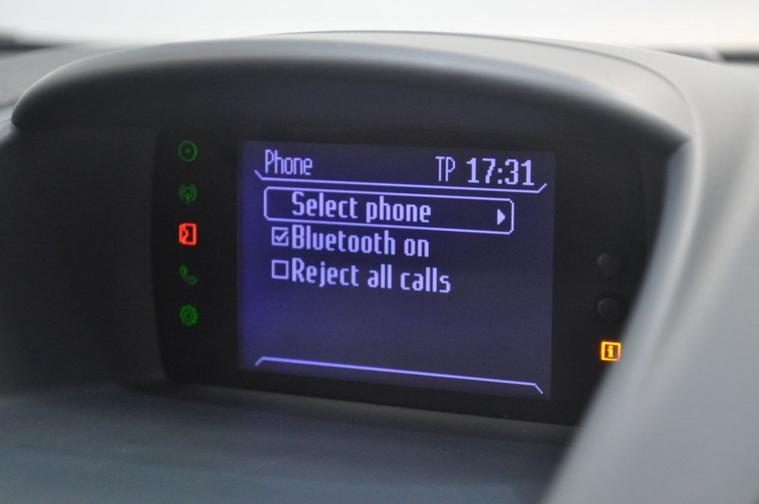 Phone TP 17:31
Select phone
Bluetooth on
Reject all calls